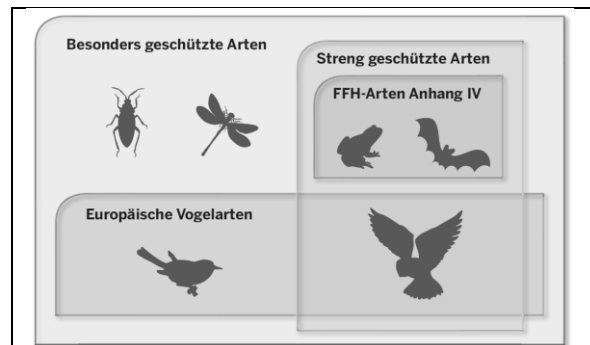 Besonders geschützte Arten
Streng geschützte Arten
FFH-Arten Anhang IV
Europäische Vogelarten